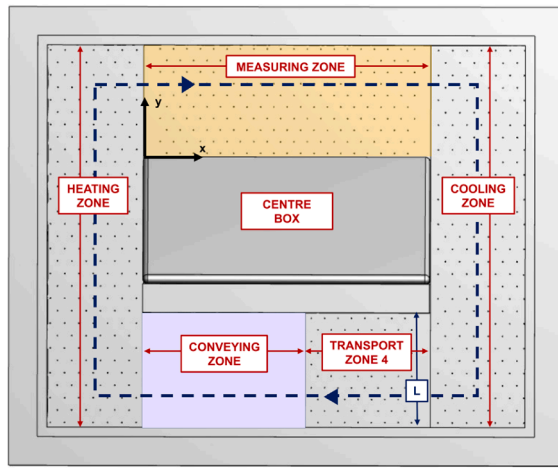 MEASURING ZONE
y
x
HEATING
ZONE
CENTRE
BOX
COOLING
ZONE
CONVEYING
ZONE
TRANSPORT
ZONE 4
L